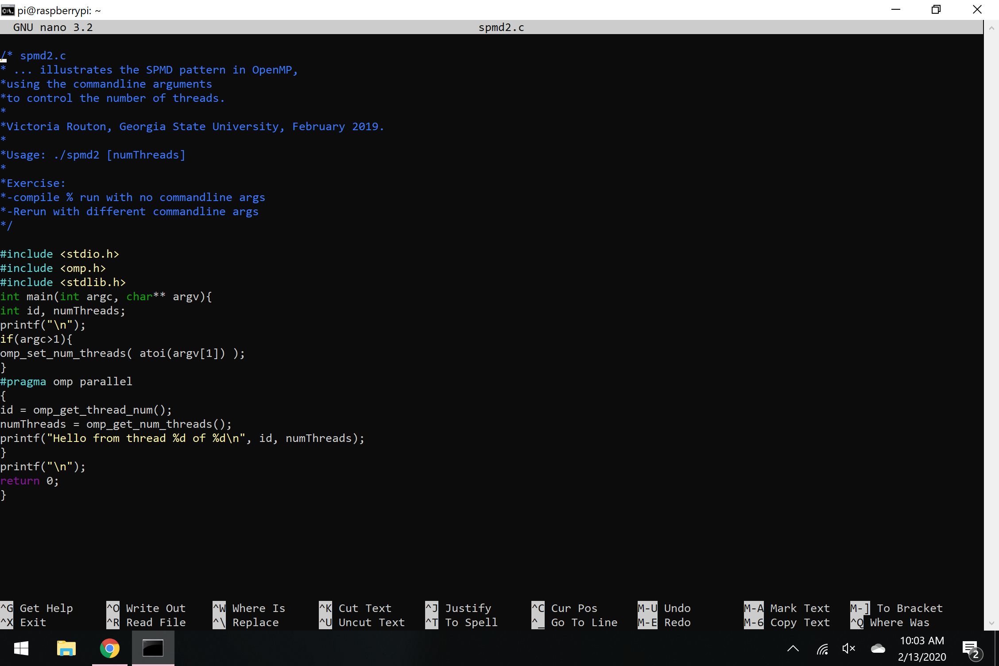 pi@raspberrypi: ~
GNU nano 3.2 spmd2.c
/* spmd2.c
* ... illustrates the SPMD pattern in OpenMP,
*using the commandline arguments
*to control the number of threads.
*
*Victoria Routon, Georgia State University, February 2019.
*
*Usage: ./spmd2 [numThreads]
*
*Exercise:
*-compile % run with no commandline args
*-Rerun with different commandline args
*/
#include <stdio.h>
#include <omp.h>
#include <stdlib.h>
int main(int argc, char** argv){
int id, numThreads;
printf("\n");
if(argc>1){
omp_set_num_threads( atoi(argv[1]) );
}
#pragma omp parallel
{
id = omp_get_thread_num();
numThreads = omp_get_num_threads();
printf("Hello from thread %d of %d\n", id, numThreads);
}
printf("\n");
return 0;
}
^G Get Help ^O Write Out ^W Where Is ^K Cut Text ^J Justify ^C Cur Pos M-U Undo M-A Mark Text M-] To Bracket
^X Exit ^R Read File ^\ Replace ^U Uncut Text ^T To Spell ^_ Go To Line M-E Redo M-6 Copy Text ^Q Where Was
10:03 AM
2/13/2020
2